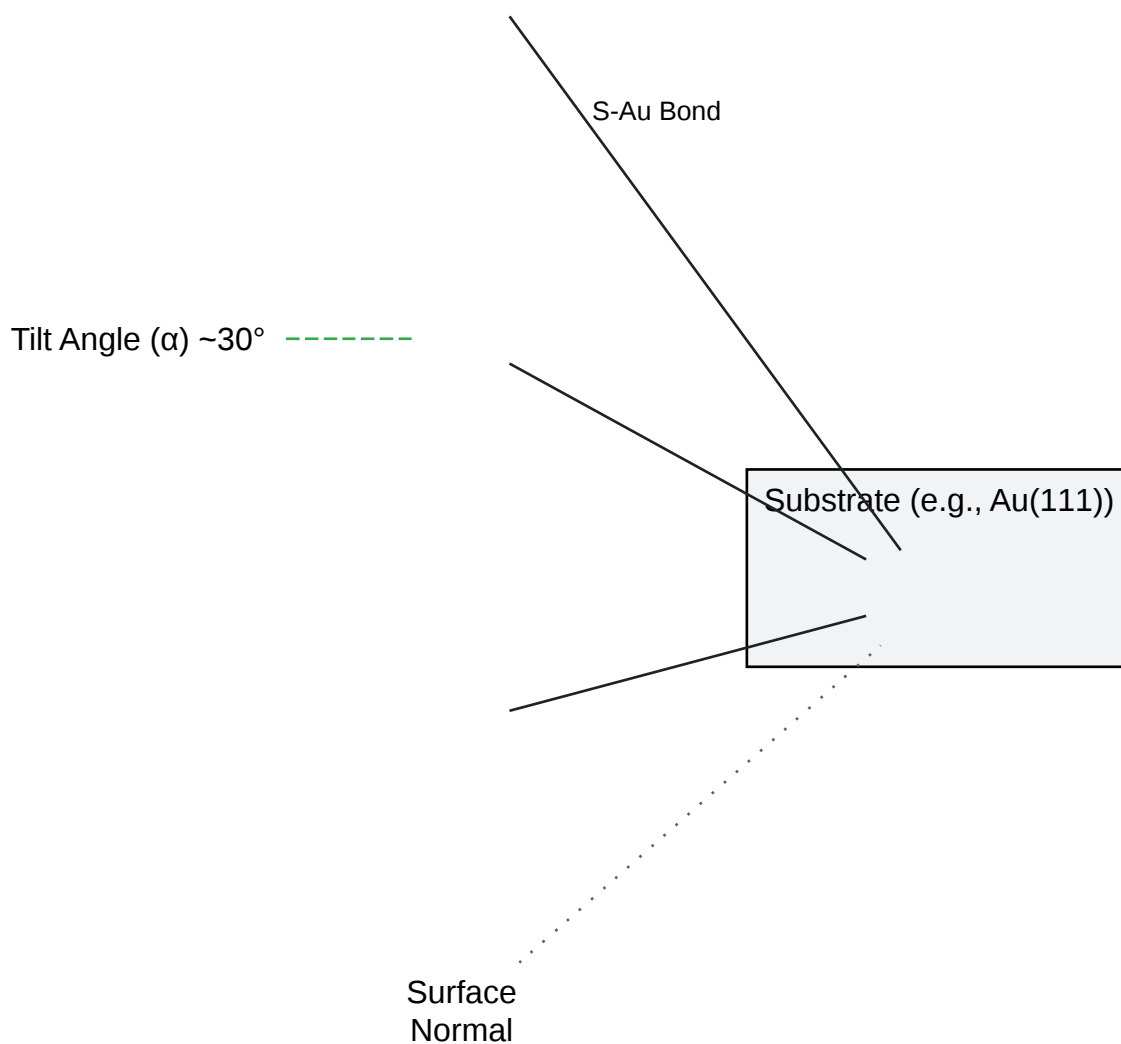 S-Au Bond
Tilt Angle (α) ~30°
Substrate (e.g., Au(111))
Surface
Normal